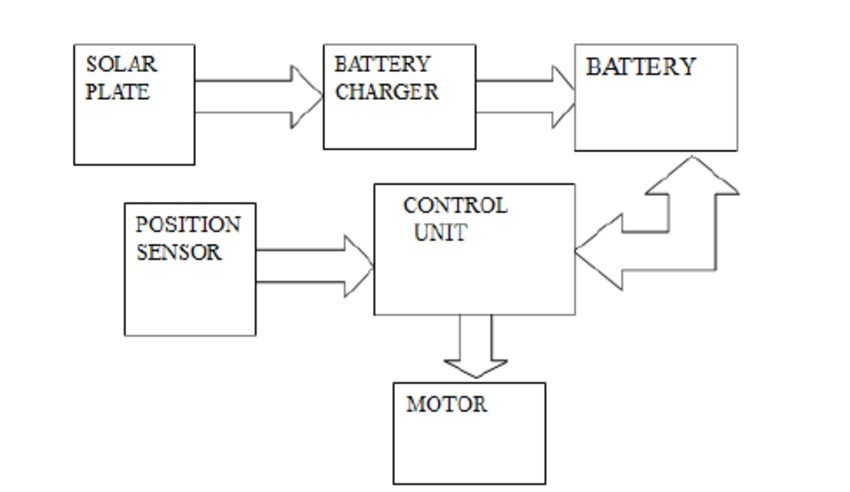 SOLAR
PLATE
BATTERY
CHARGER
BATTERY
POSITION
SENSOR
CONTROL
UNIT
MOTOR